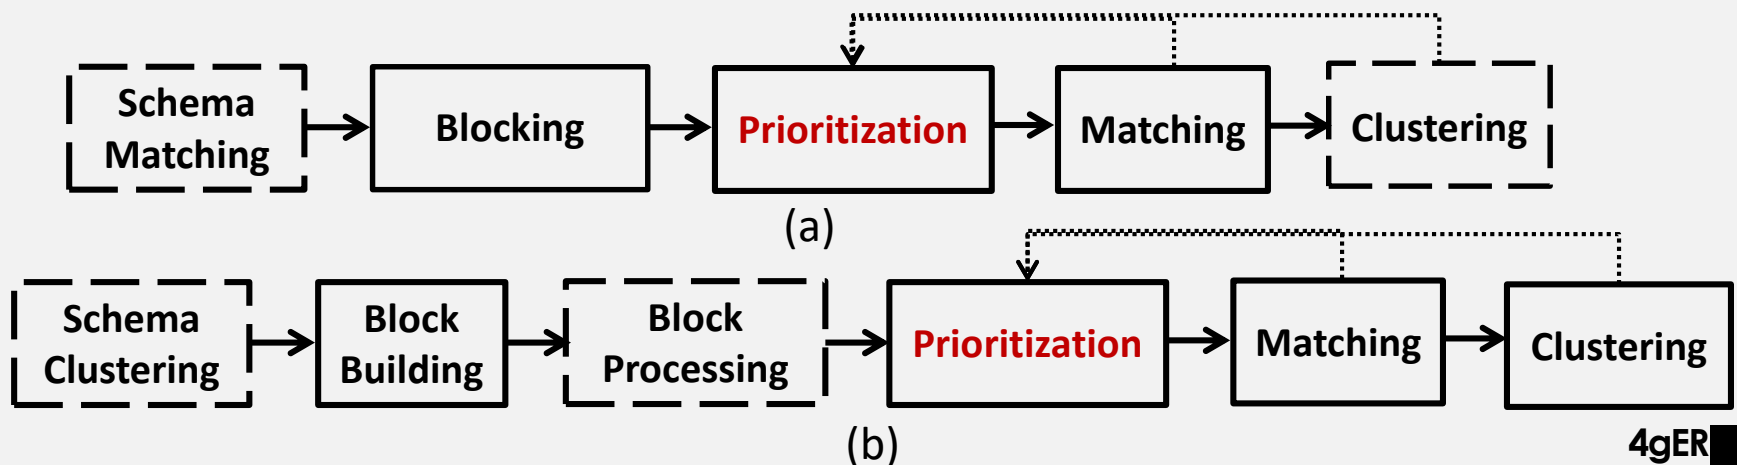 Schema
Matching
Blocking
Prioritization
Matching
Clustering
(a)
Schema
Clustering
Block
Building
Block
Processing
Prioritization
Matching
Clustering
(b)
4gER